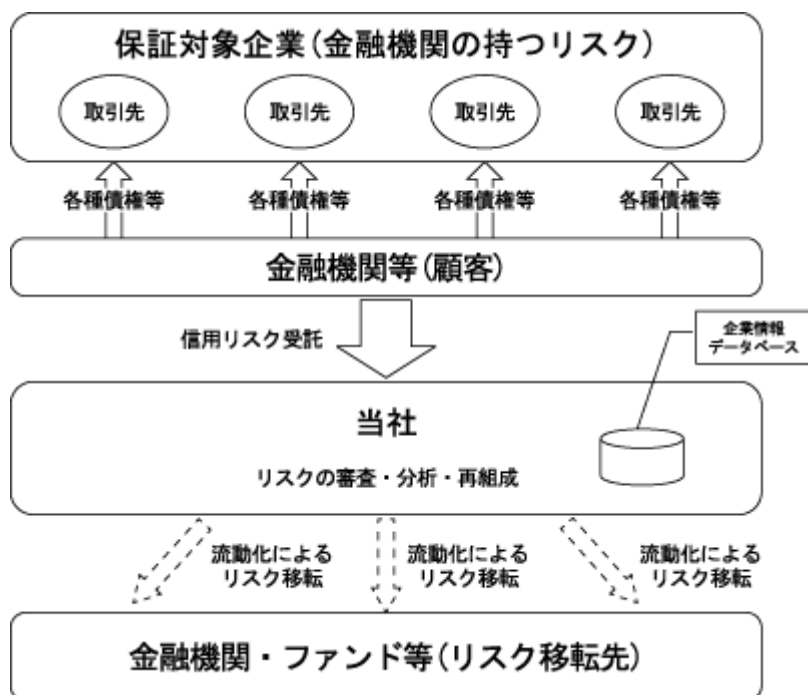 保証対象企業(金融機関の持つリスク)
取引先 取引先 取引先 取引先
各種債権等 各種債権等 各種債権等 各種債権等
金融機関等(顧客)
信用リスク受託
企業情報
データベース
当社
リスクの審査・分析・再組成
流動化による
リスク移転
流動化による
リスク移転
流動化による
リスク移転
金融機関・ファンド等(リスク移転先)